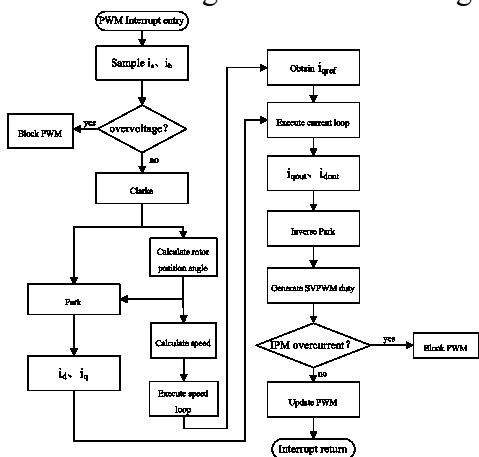 PWM Interrupt entry
Sample iₐ、i_b
overvoltage?
yes
Block PWM
no
Clarke
Calculate rotor
position angle
Park
Calculate speed
i_d、i_q
Execute speed
loop
Obtain i_qref
Execute current loop
i_qout、i_dout
Inverse Park
Generate SVPWM duty
IPM overcurrent?
yes
Block PWM
no
Update PWM
Interrupt return